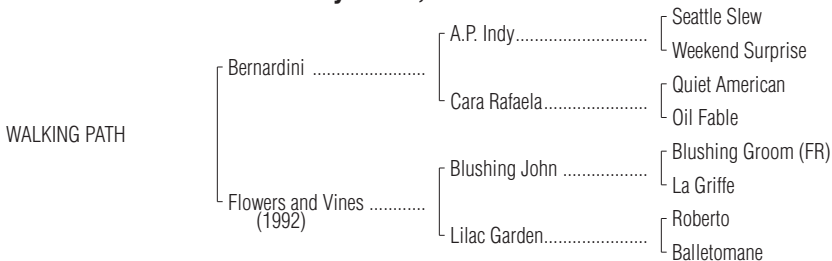 Seattle Slew
A.P. Indy............................
Weekend Surprise
Bernardini ........................
Quiet American
Cara Rafaela......................
Oil Fable
WALKING PATH
Blushing Groom (FR)
Blushing John ..................
La Griffe
Flowers and Vines ............
(1992)
Roberto
Lilac Garden......................
Balletomane